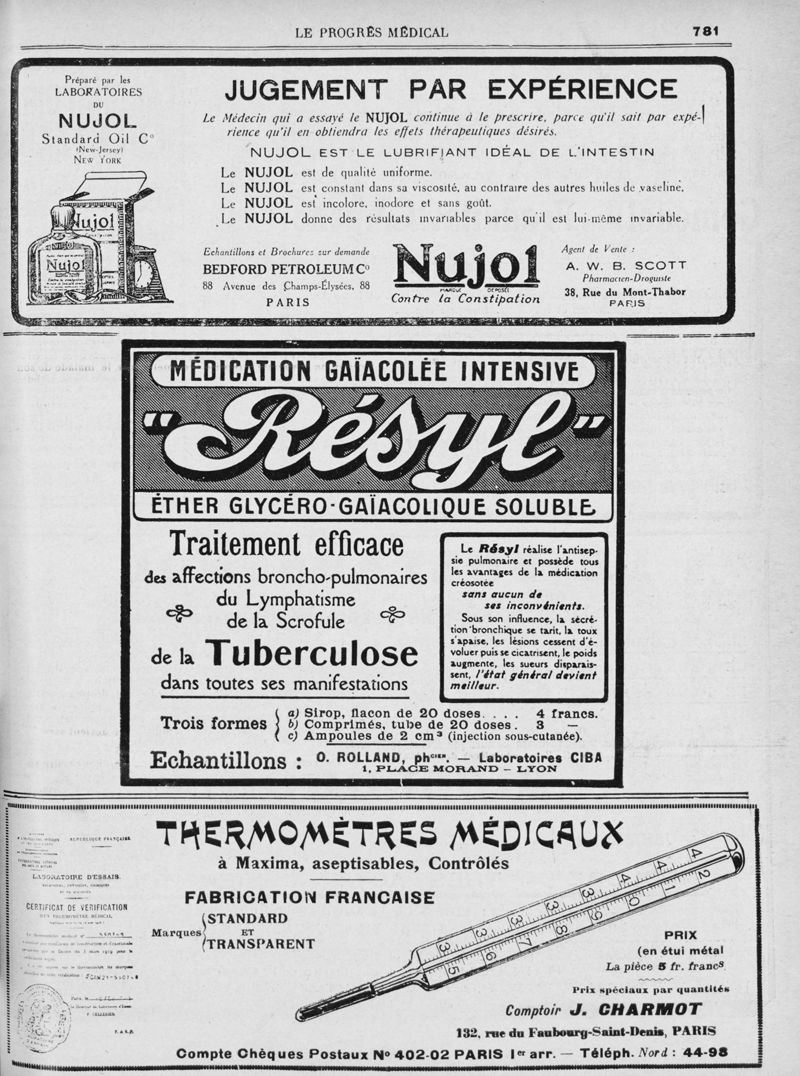 LE PROGRÈS MÉDICAL 781
Préparé par les
LABORATOIRES
DU
NUJOL
Standard Oil Cº
(New-Jersey)
NEW YORK
Nujol
Nujol
JUGEMENT PAR EXPÉRIENCE
Le Médecin qui a essayé le NUJOL continue à le prescrire, parce qu'il sait par expé-
rience qu'il en obtiendra les effets thérapeutiques désirés.
NUJOL EST LE LUBRIFIANT IDÉAL DE L'INTESTIN
Le NUJOL est de qualité uniforme.
Le NUJOL est constant dans sa viscosité, au contraire des autres huiles de vaseline.
Le NUJOL est incolore, inodore et sans goût.
Le NUJOL donne des résultats invariables parce qu'il est lui-même invariable.
Echantillons et Brochures sur demande
BEDFORD PETROLEUM Cº
88 Avenue des Champs-Élysées, 88
PARIS
Nujol
MARQUE DÉPOSÉE
Contre la Constipation
Agent de Vente :
A. W. B. SCOTT
Pharmacien-Droguiste
38, Rue du Mont-Thabor
PARIS
MÉDICATION GAÏACOLÉE INTENSIVE
"Résyl"
ÉTHER GLYCÉRO-GAÏACOLIQUE SOLUBLE
Traitement efficace
des affections broncho-pulmonaires
du Lymphatisme
de la Scrofule
de la Tuberculose
dans toutes ses manifestations
Le Résyl réalise l'antisep-
sie pulmonaire et possède tous
les avantages de la médication
créosotée
sans aucun de
ses inconvénients.
Sous son influence, la sécré-
tion bronchique se tarit, la toux
s'apaise, les lésions cessent d'é-
voluer puis se cicatrisent, le poids
augmente, les sueurs disparais-
sent, l'état général devient
meilleur.
Trois formes
a) Sirop, flacon de 20 doses. . . . 4 francs.
b) Comprimés, tube de 20 doses. 3 —
c) Ampoules de 2 cm³ (injection sous-cutanée).
Echantillons : O. ROLLAND, phᶜⁱᵉⁿ. — Laboratoires CIBA
1, PLACE MORAND - LYON
THERMOMÈTRES MÉDICAUX
à Maxima, aseptisables, Contrôlés
FABRICATION FRANCAISE
Marques
STANDARD
ET
TRANSPARENT
RÉPUBLIQUE FRANÇAISE
LABORATOIRE D'ESSAIS
CERTIFICAT DE VÉRIFICATION
D'UN THERMOMÈTRE MÉDICAL
PRIX
(en étui métal
La pièce 5 fr. francˢ
Prix spéciaux par quantités
Comptoir J. CHARMOT
132, rue du Faubourg-Saint-Denis, PARIS
Compte Chèques Postaux Nº 402-02 PARIS Iᵉʳ arr. — Téléph. Nord : 44-98